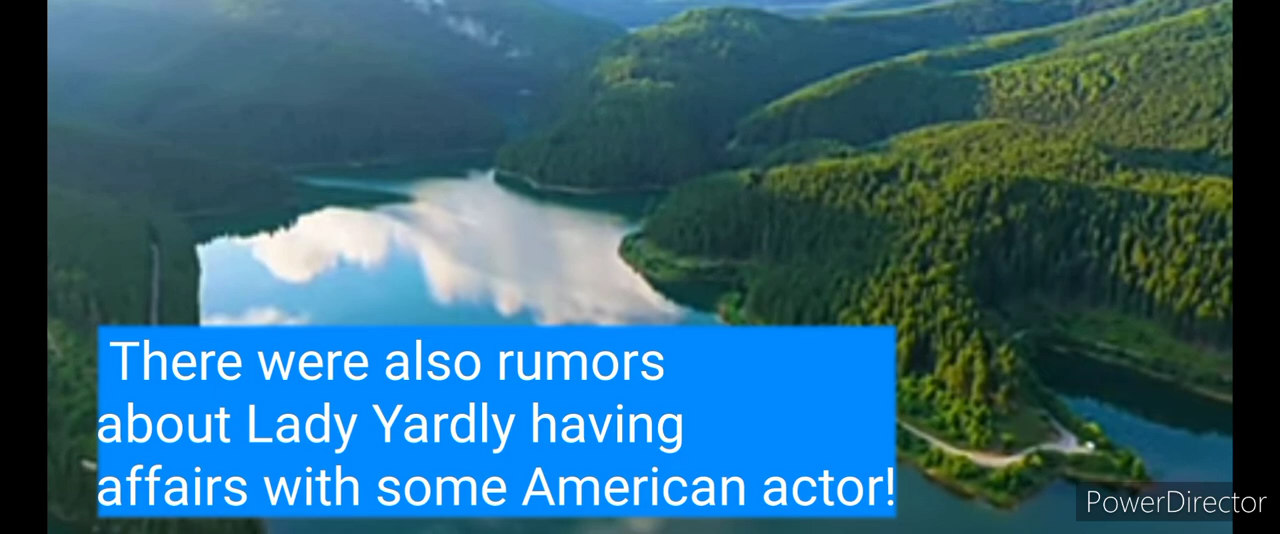 There were also rumors
about Lady Yardly having
affairs with some American actor!
PowerDirector